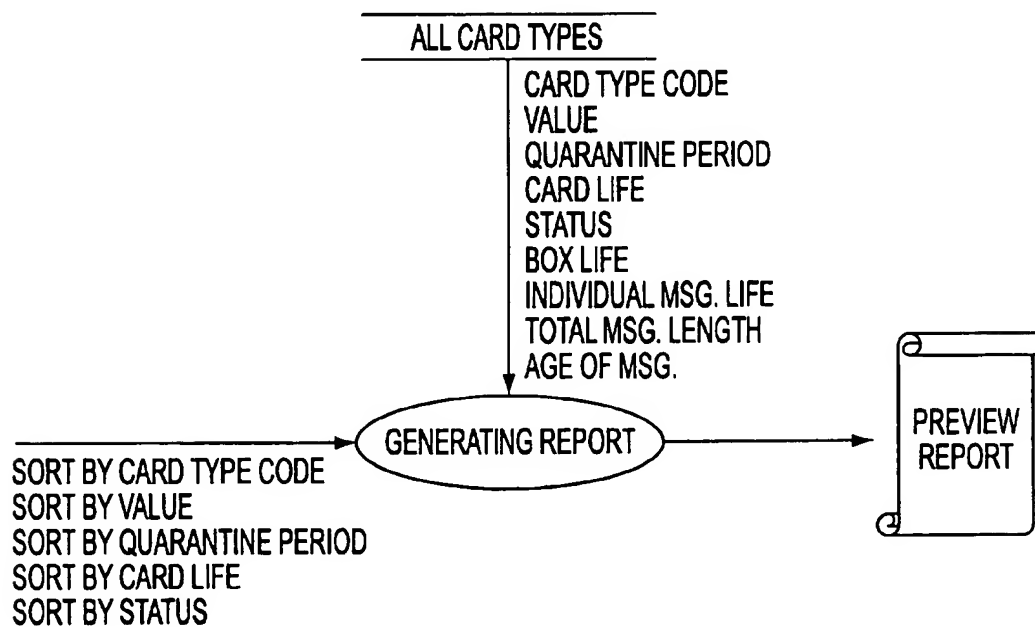 ALL CARD TYPES
CARD TYPE CODE
VALUE
QUARANTINE PERIOD
CARD LIFE
STATUS
BOX LIFE
INDIVIDUAL MSG. LIFE
TOTAL MSG. LENGTH
AGE OF MSG.
GENERATING REPORT
PREVIEW
REPORT
SORT BY CARD TYPE CODE
SORT BY VALUE
SORT BY QUARANTINE PERIOD
SORT BY CARD LIFE
SORT BY STATUS